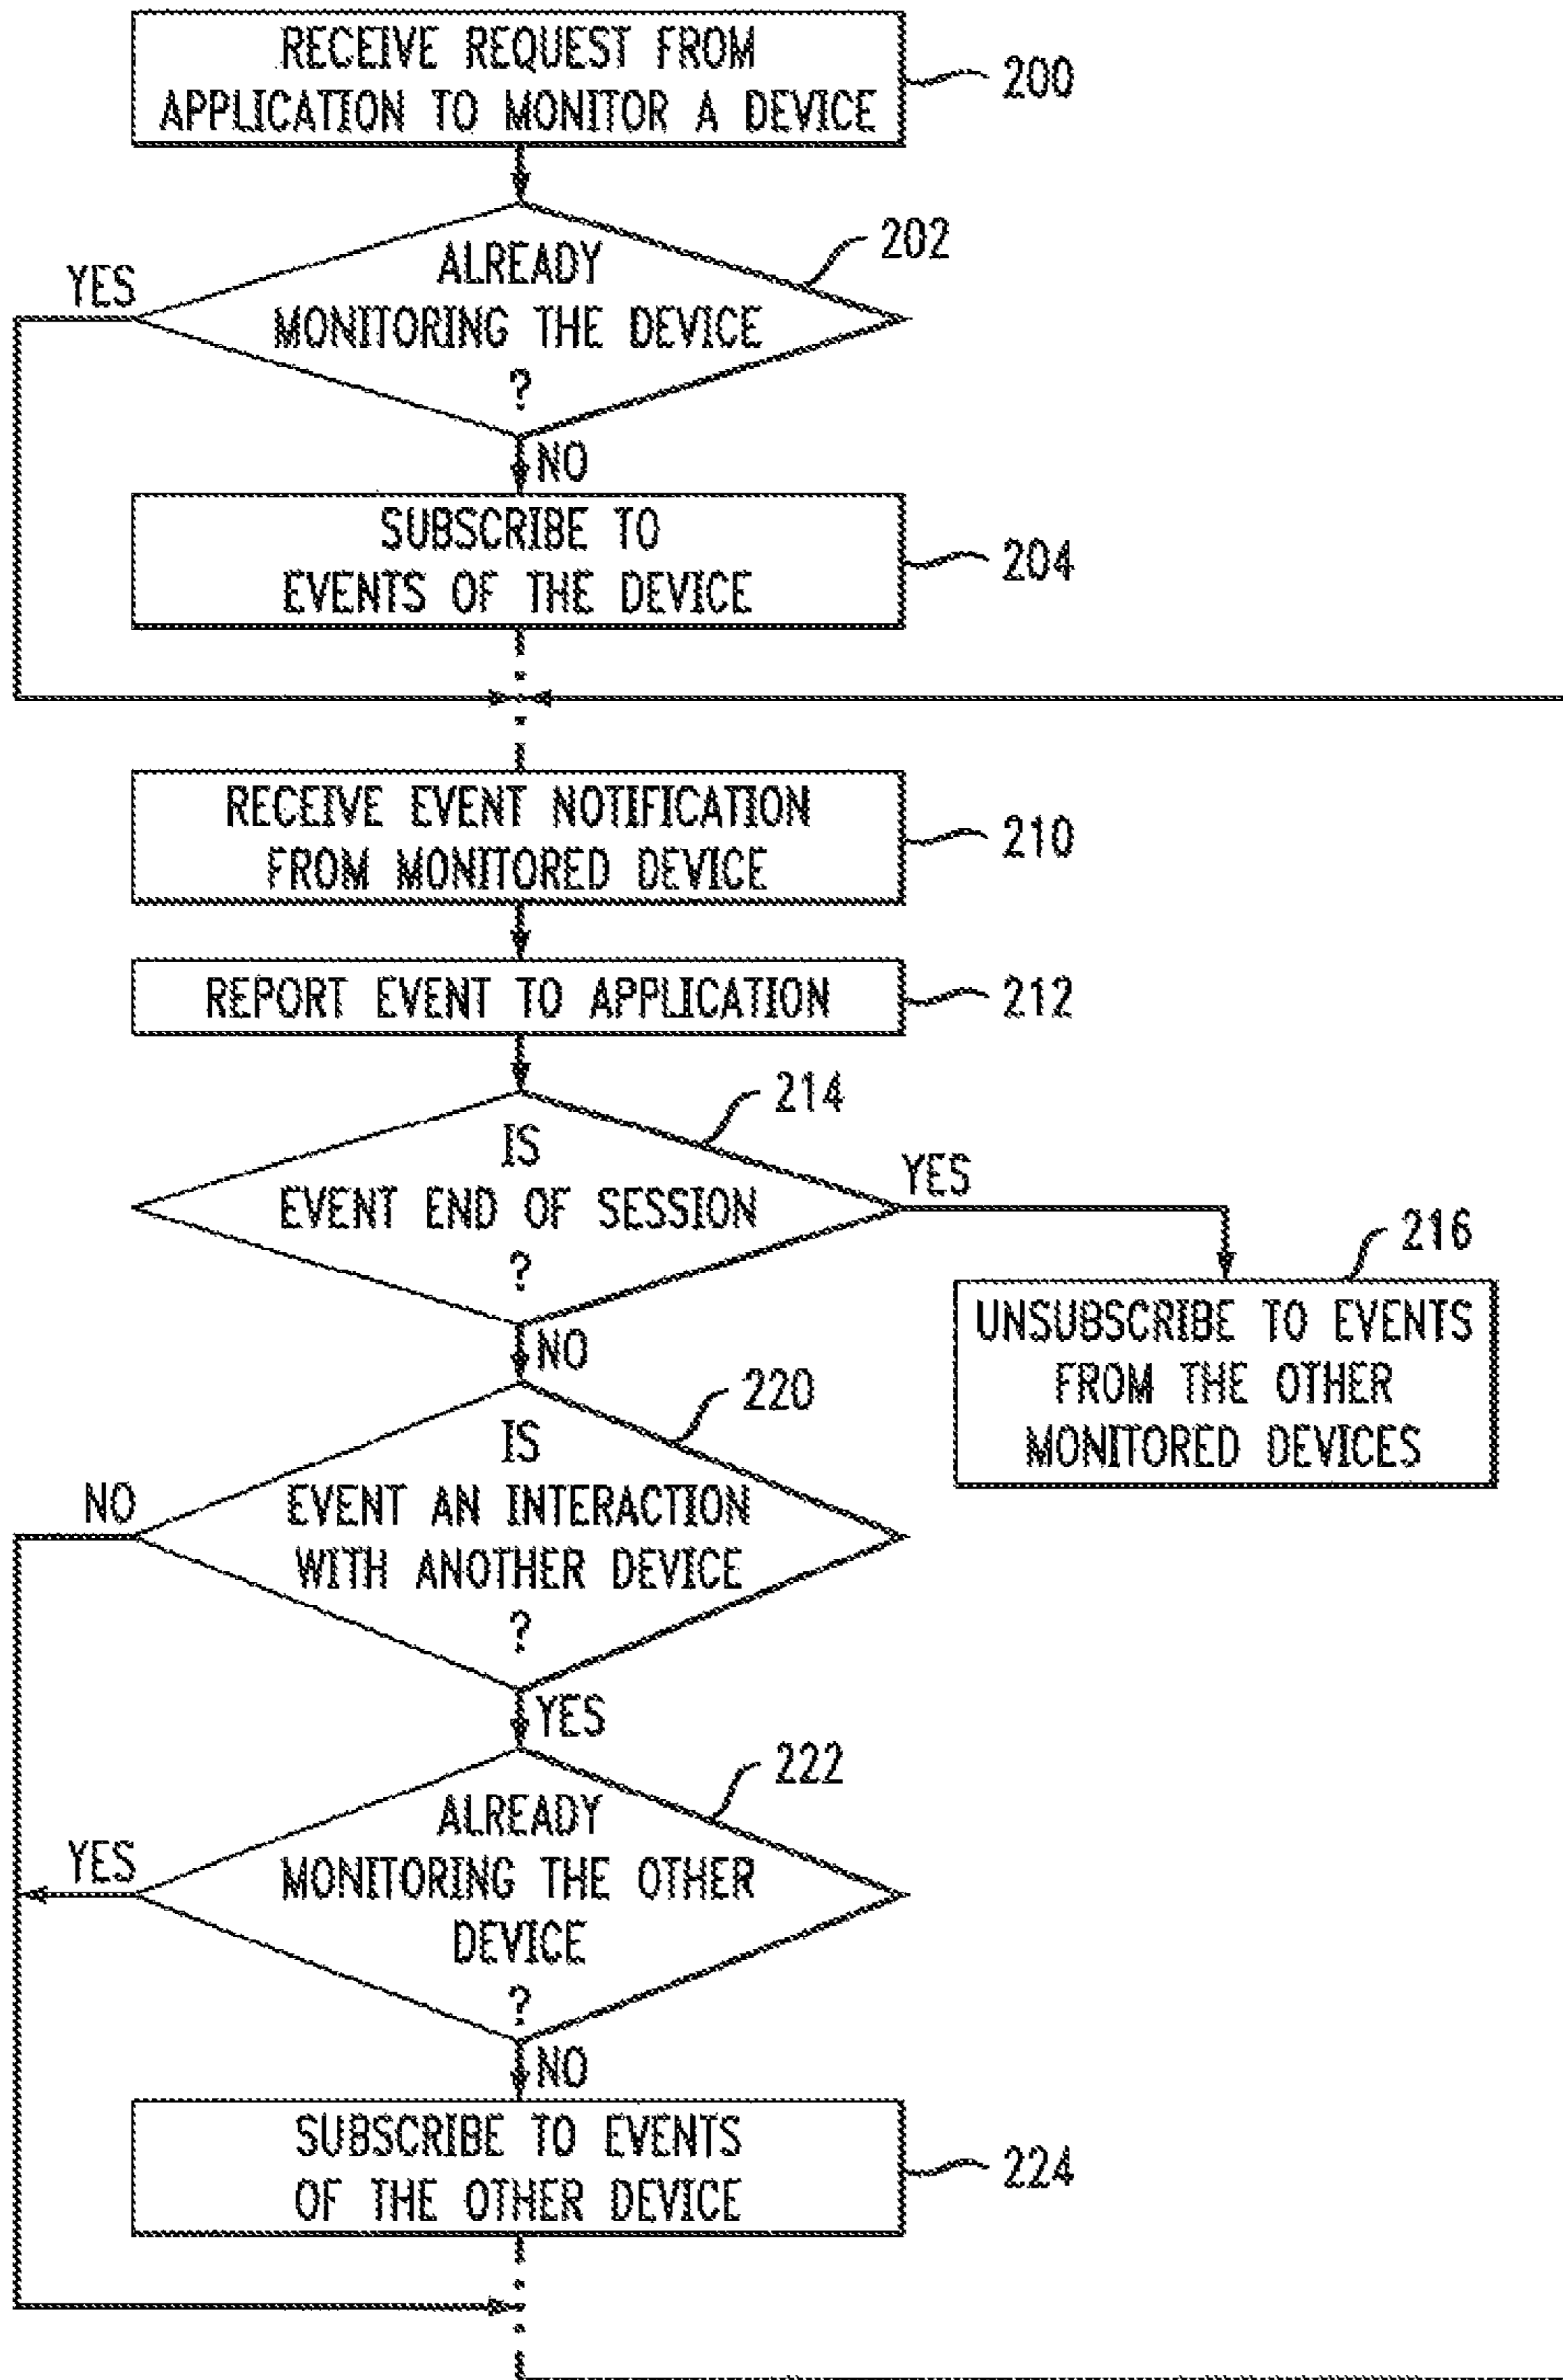 RECEIVE REQUEST FROM
APPLICATION TO MONITOR A DEVICE
200
202
YES
ALREADY
MONITORING THE DEVICE
?
NO
SUBSCRIBE TO
EVENTS OF THE DEVICE
204
RECEIVE EVENT NOTIFICATION
FROM MONITORED DEVICE
210
REPORT EVENT TO APPLICATION
212
214
IS
EVENT END OF SESSION
?
YES
216
UNSUBSCRIBE TO EVENTS
FROM THE OTHER
MONITORED DEVICES
NO
220
IS
EVENT AN INTERACTION
WITH ANOTHER DEVICE
?
NO
YES
222
ALREADY
MONITORING THE OTHER
DEVICE
?
YES
NO
SUBSCRIBE TO EVENTS
OF THE OTHER DEVICE
224